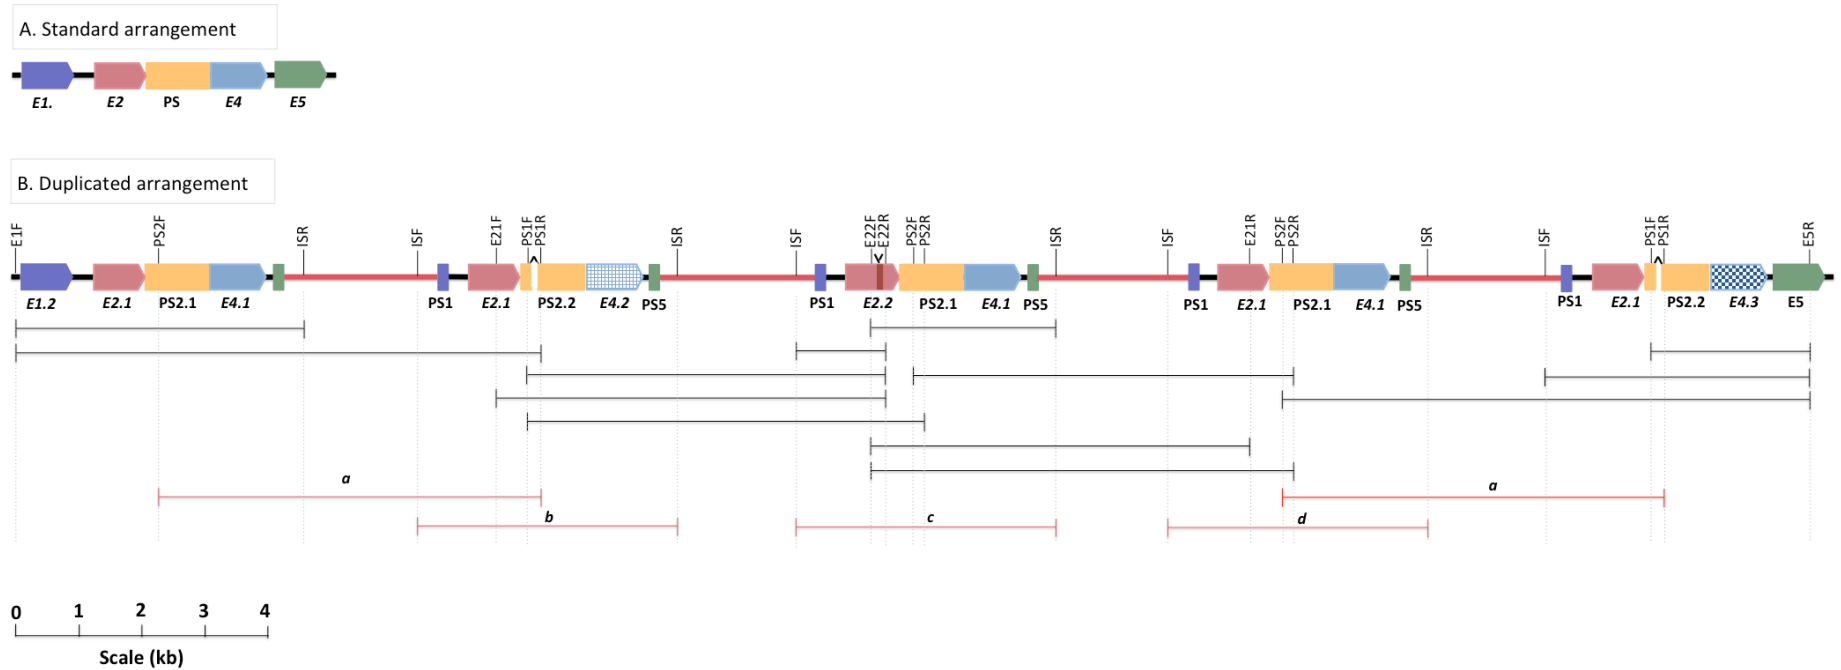 A. Standard arrangement
E1. E2 PS E4 E5
B. Duplicated arrangement
E1F PS2F ISR ISF E21F PS1F PS1R ISR ISF E22F E22R PS2F PS2R ISR ISF E21R PS2F PS2R ISR ISF PS1F PS1R E5R
E1.2 E2.1 PS2.1 E4.1 PS1 E2.1 PS2.2 E4.2 PS5 PS1 E2.2 PS2.1 E4.1 PS5 PS1 E2.1 PS2.1 E4.1 PS5 PS1 E2.1 PS2.2 E4.3 E5
a a
b c d
0 1 2 3 4
Scale (kb)